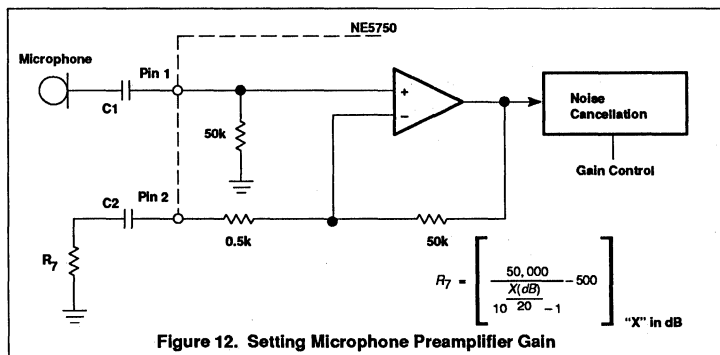 NE5750
Microphone
Pin 1
C1
+
−
50k
Noise
Cancellation
Gain Control
Pin 2
C2
0.5k
50k
R7
R7 = [ 50,000 / (10^(X(dB)/20) − 1) − 500 ] "X" in dB
Figure 12. Setting Microphone Preamplifier Gain